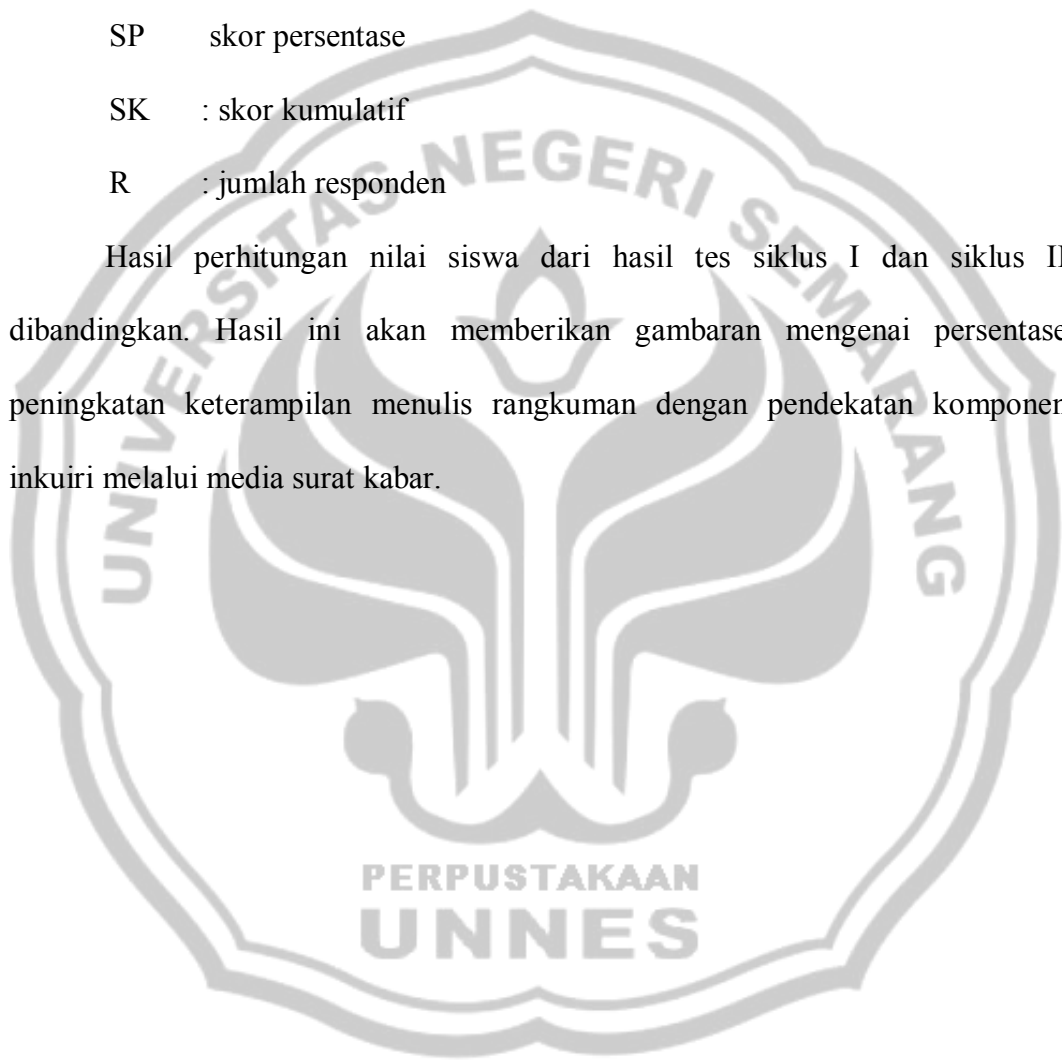 SP skor persentase
SK : skor kumulatif
R : jumlah responden
Hasil perhitungan nilai siswa dari hasil tes siklus I dan siklus II
dibandingkan. Hasil ini akan memberikan gambaran mengenai persentase
peningkatan keterampilan menulis rangkuman dengan pendekatan komponen
inkuiri melalui media surat kabar.
UNIVERSITAS NEGERI SEMARANG
PERPUSTAKAAN
UNNES